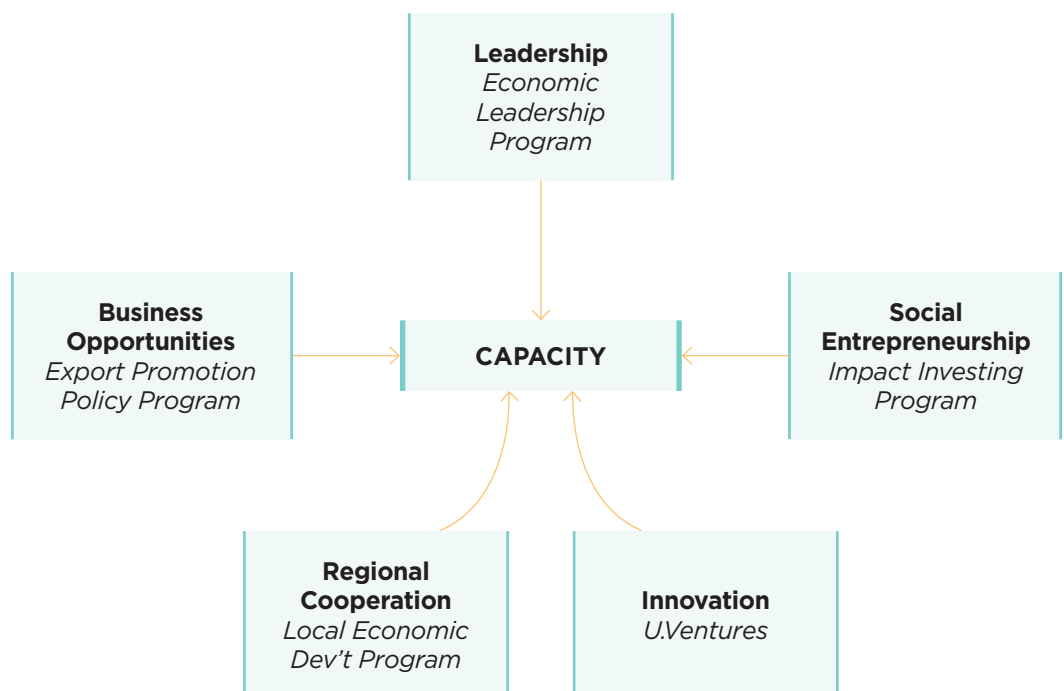 Leadership
Economic
Leadership
Program
Business
Opportunities
Export Promotion
Policy Program
CAPACITY
Social
Entrepreneurship
Impact Investing
Program
Regional
Cooperation
Local Economic
Dev't Program
Innovation
U.Ventures